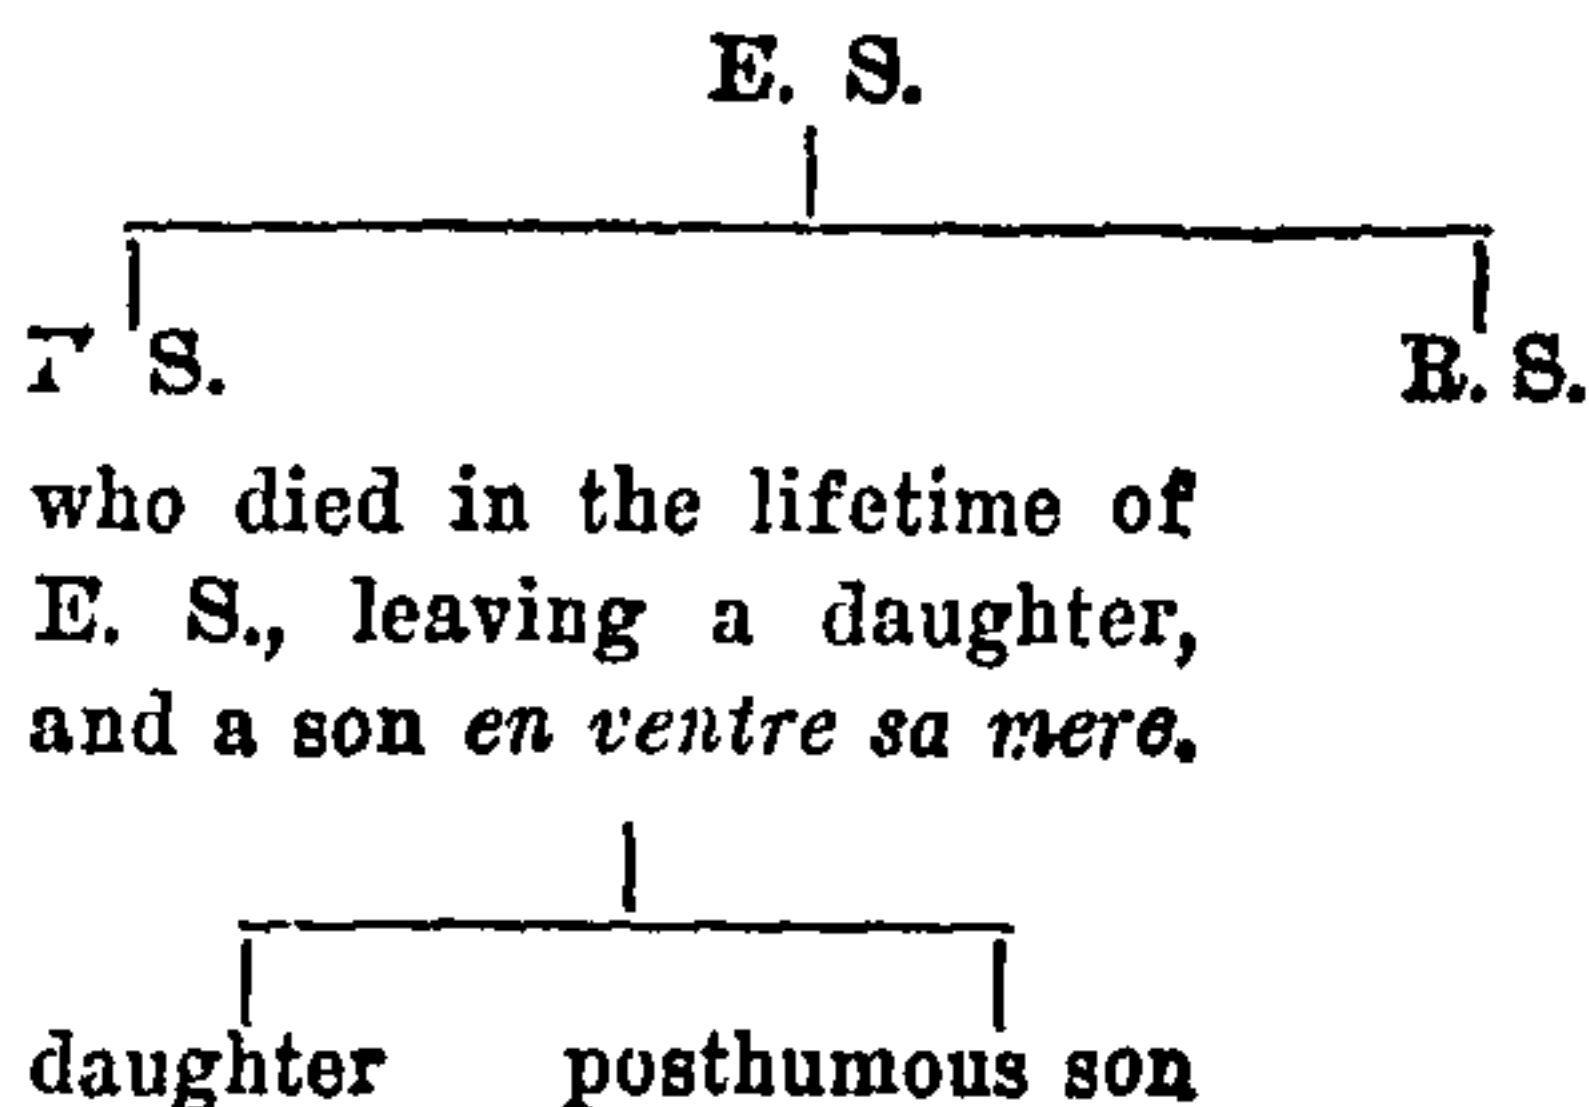 E. S.
S. R. S.
who died in the lifetime of
E. S., leaving a daughter,
and a son en ventre sa mere.
daughter posthumous son